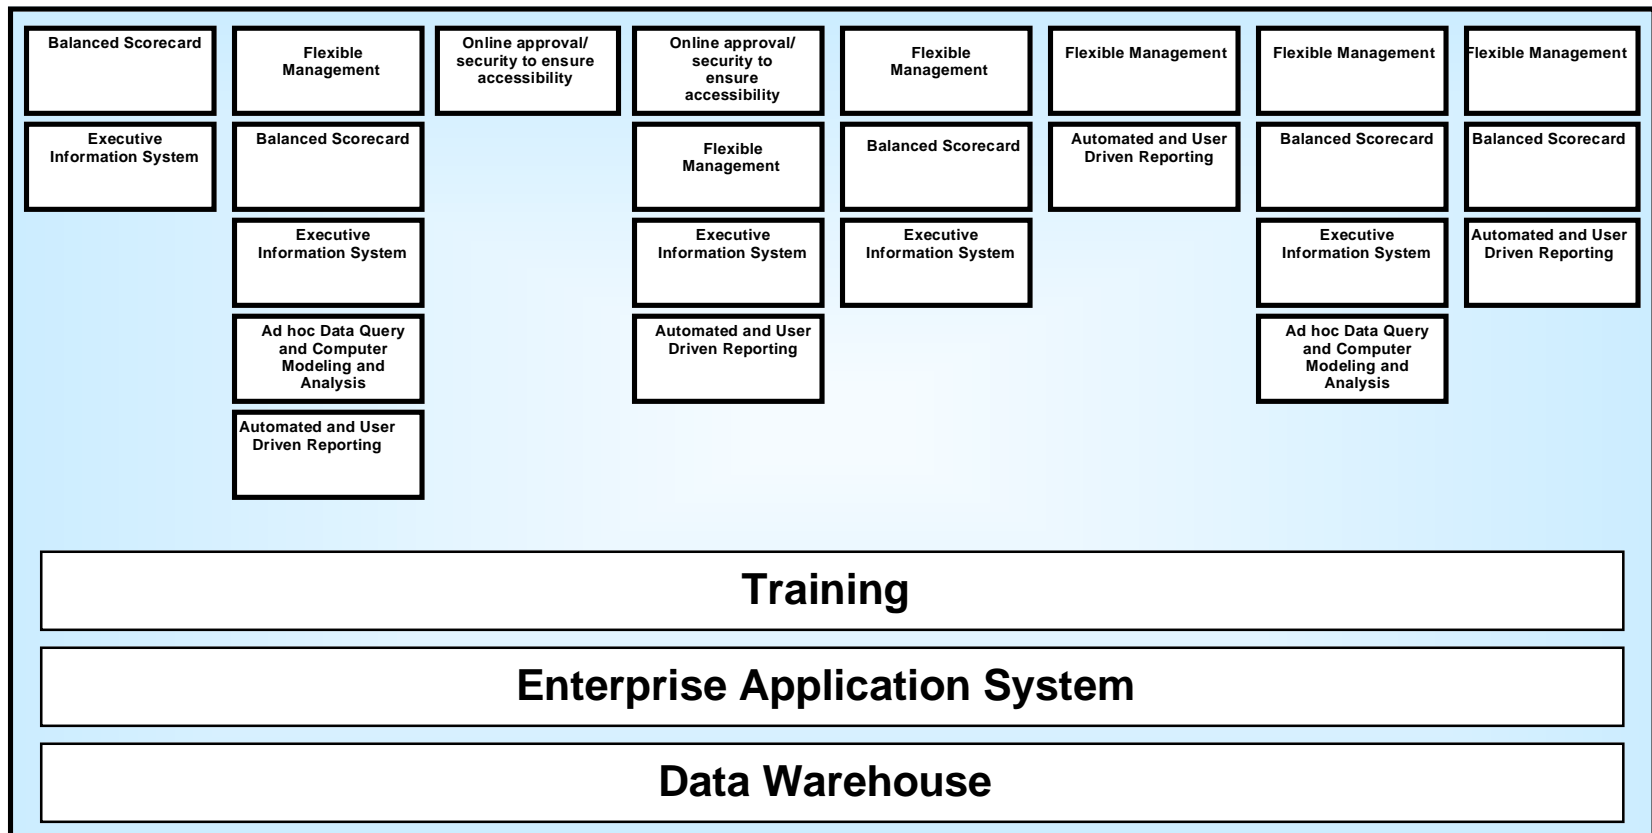 Balanced Scorecard
Flexible
Management
Online approval/
security to ensure
accessibility
Online approval/
security to
ensure
accessibility
Flexible
Management
Flexible Management
Flexible Management
Flexible Management
Executive
Information System
Balanced Scorecard
Flexible
Management
Balanced Scorecard
Automated and User
Driven Reporting
Balanced Scorecard
Balanced Scorecard
Executive
Information System
Executive
Information System
Executive
Information System
Executive
Information System
Automated and User
Driven Reporting
Ad hoc Data Query
and Computer
Modeling and
Analysis
Automated and User
Driven Reporting
Ad hoc Data Query
and Computer
Modeling and
Analysis
Automated and User
Driven Reporting
Training
Enterprise Application System
Data Warehouse